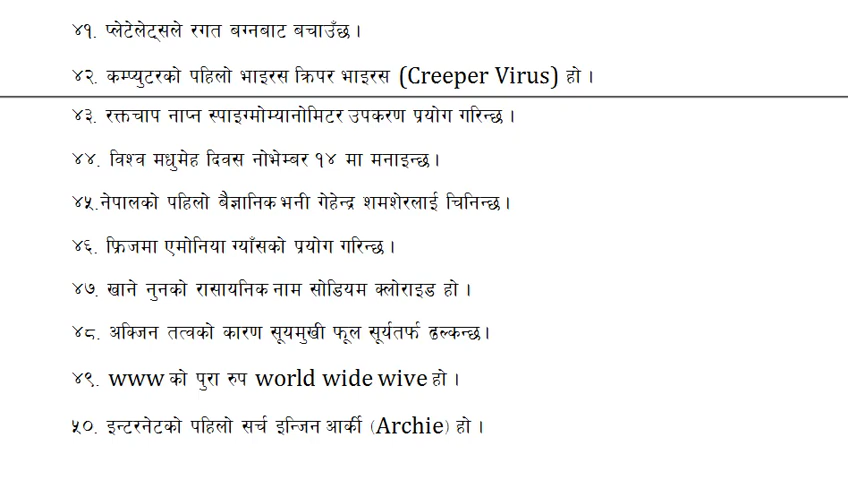 ४१. प्लेटेलेट्सले रगत बग्नबाट बचाउँछ ।
४२. कम्प्युटरको पहिलो भाइरस क्रिपर भाइरस (Creeper Virus) हो ।
४३. रक्तचाप नाप्न स्पाइग्मोम्यानोमिटर उपकरण प्रयोग गरिन्छ ।
४४. विश्व मधुमेह दिवस नोभेम्बर १४ मा मनाइन्छ ।
४५.नेपालको पहिलो बैज्ञानिक भनी गेहेन्द्र शमशेरलाई चिनिन्छ ।
४६. फ्रिजमा एमोनिया ग्याँसको प्रयोग गरिन्छ ।
४७. खाने नुनको रासायनिक नाम सोडियम क्लोराइड हो ।
४८. अक्जिन तत्वको कारण सूयमुखी फूल सूर्यतर्फ ढल्कन्छ ।
४९. www को पुरा रुप world wide wive हो ।
५०. इन्टरनेटको पहिलो सर्च इन्जिन आर्की (Archie) हो ।